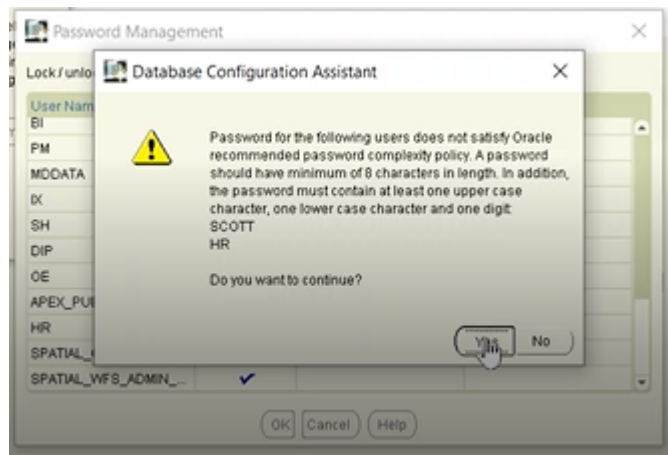 Password Management
Lock / unlo
Database Configuration Assistant
User Nam
BI
PM
MDDATA
IX
SH
DIP
OE
APEX_PU
HR
SPATIAL_
SPATIAL_WFS_ADMIN_...
Password for the following users does not satisfy Oracle
recommended password complexity policy. A password
should have minimum of 8 characters in length. In addition,
the password must contain at least one upper case
character, one lower case character and one digit:
SCOTT
HR
Do you want to continue?
Yes
No
OK
Cancel
Help